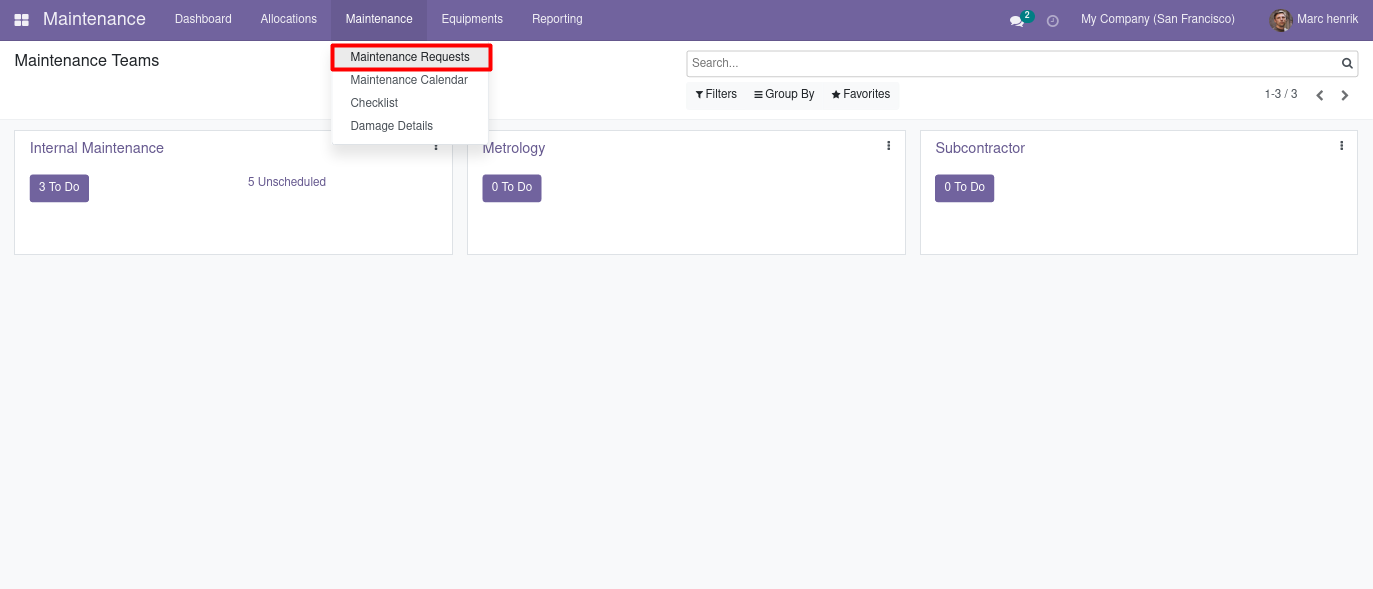 Maintenance Dashboard Allocations Maintenance Equipments Reporting 2 My Company (San Francisco) Marc henrik
Maintenance Teams
Maintenance Requests
Maintenance Calendar
Checklist
Damage Details
Search...
Filters Group By Favorites 1-3 / 3
Internal Maintenance
3 To Do 5 Unscheduled
Metrology
0 To Do
Subcontractor
0 To Do